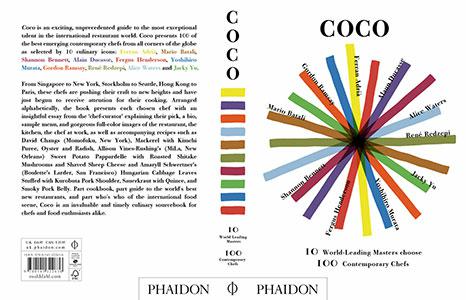 Coco is an exciting, unprecedented guide to the most exceptional
talent in the international restaurant world. Coco presents 100 of
the best emerging contemporary chefs from all corners of the globe
as selected by 10 culinary icons: Ferran Adrià, Mario Batali,
Shannon Bennett, Alain Ducasse, Fergus Henderson, Yoshihiro
Murata, Gordon Ramsay, René Redzepi, Alice Waters and Jacky Yu.
From Singapore to New York, Stockholm to Seattle, Hong Kong to
Paris, these chefs are pushing their craft to new heights and have
just begun to receive attention for their cooking. Arranged
alphabetically, the book presents each chosen chef with an
insightful essay from the 'chef-curator' explaining their pick, a bio,
sample menu, and gorgeous full-color images of the restaurant, the
kitchen, the chef at work, as well as accompanying recipes such as
David Chang's (Momofuku, New York), Mackerel with Kimchi
Puree, Oyster and Radish, Allison Vines-Rushing's (MiLa, New
Orleans) Sweet Potato Pappardelle with Roasted Shitake
Mushrooms and Shaved Sheep Cheese and Amaryll Schwertner's
(Boulette's Larder, San Francisco) Hungarian Cabbage Leaves
Stuffed with Kurobuta Pork Shoulder, Sauerkraut with Quince, and
Smoky Pork Belly. Part cookbook, part guide to the world's best
new restaurants, and part who's who of the international food
scene, Coco is an invaluable and timely culinary sourcebook for
chefs and food enthusiasts alike.
phaidon.com
COCO
10
World-Leading
Masters
100
Contemporary
Chefs
COCO
Ferran Adrià
Alain Ducasse
Alice Waters
René Redzepi
Jacky Yu
Yoshihiro Murata
Fergus Henderson
Shannon Bennett
Mario Batali
Gordon Ramsay
10 World-Leading Masters choose
100 Contemporary Chefs
PHAIDON
PHAIDON